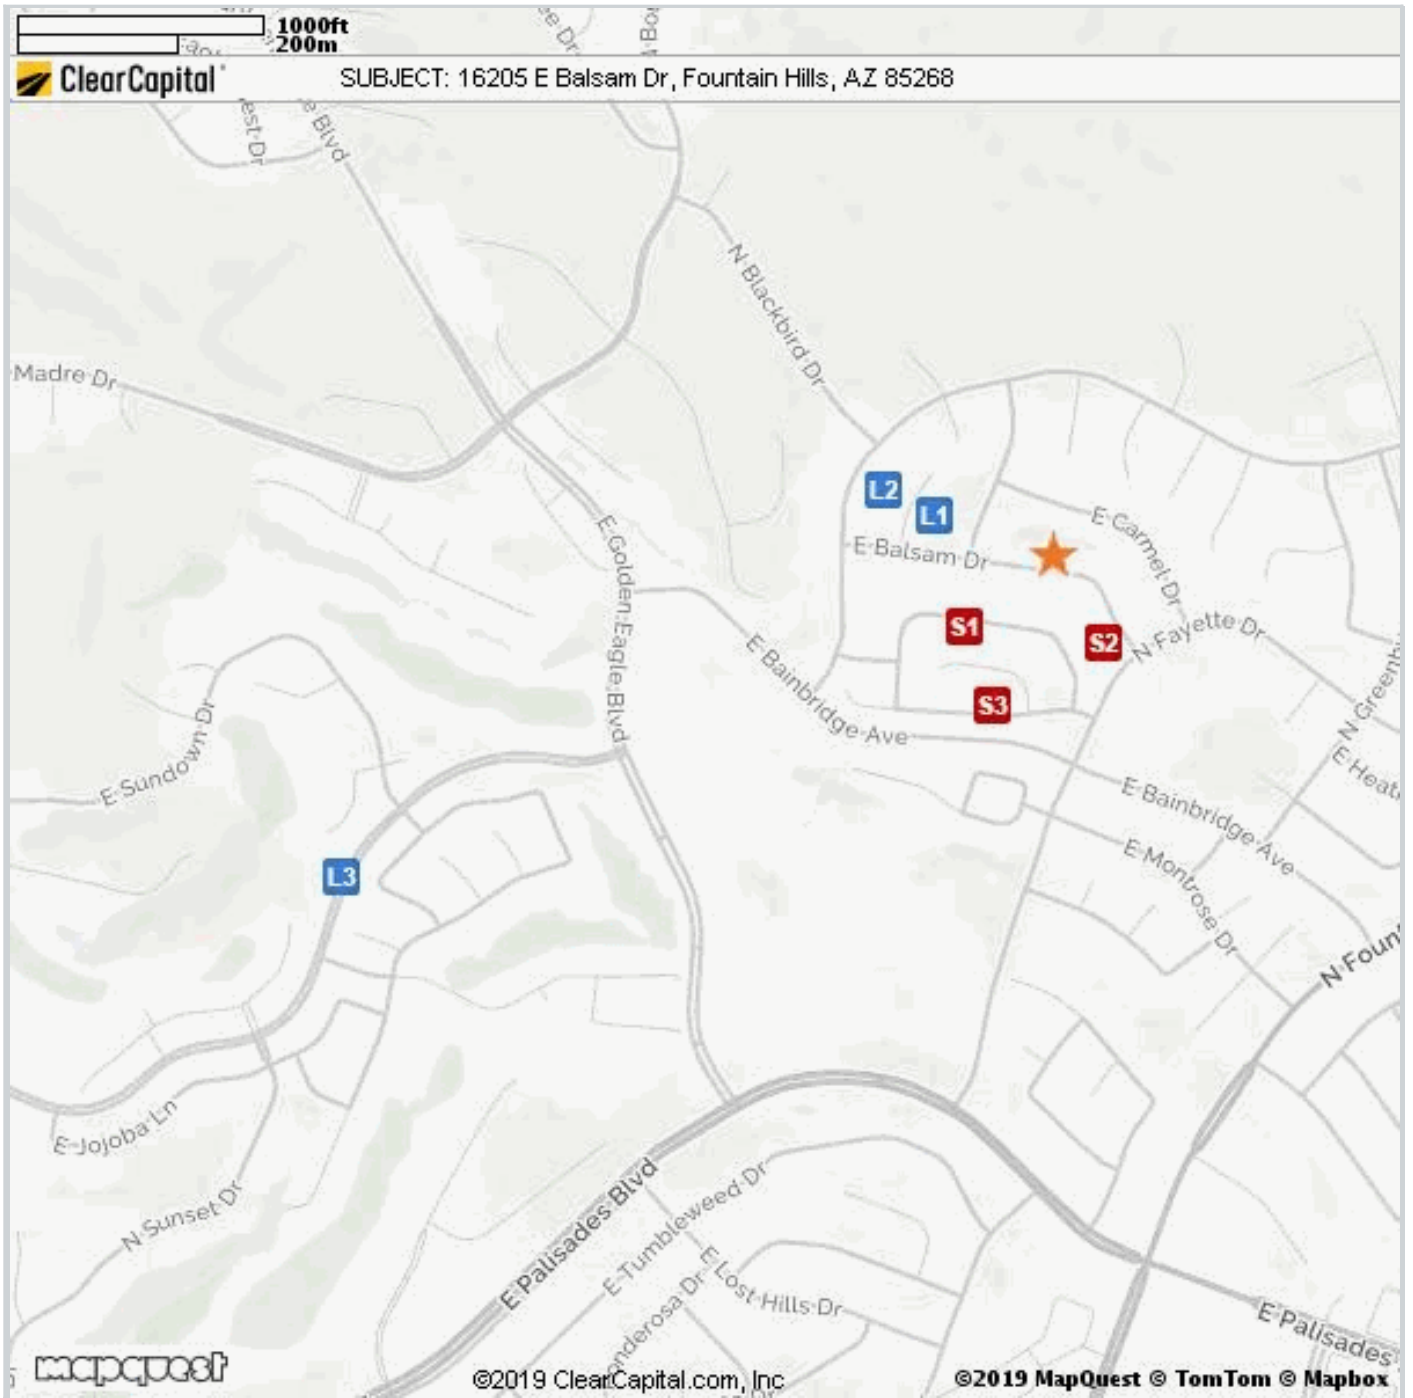 1000ft
200m
ClearCapital
SUBJECT: 16205 E Balsam Dr, Fountain Hills, AZ 85268
Blvd
N Blackbird Dr
Madre Dr
L2
L1
E Carmel Dr
E Golden Eagle Blvd
E Balsam Dr
S1
S2
N Fayette Dr
E Bainbridge Ave
S3
E Sundown Dr
E Bainbridge Ave
E Montrose Dr
L3
E Jojoba Ln
N Sunset Dr
E Palisades Blvd
E Tumbleweed Dr
E Lost Hills Dr
E Palisades
mapquest
©2019 ClearCapital.com, Inc
©2019 MapQuest © TomTom © Mapbox